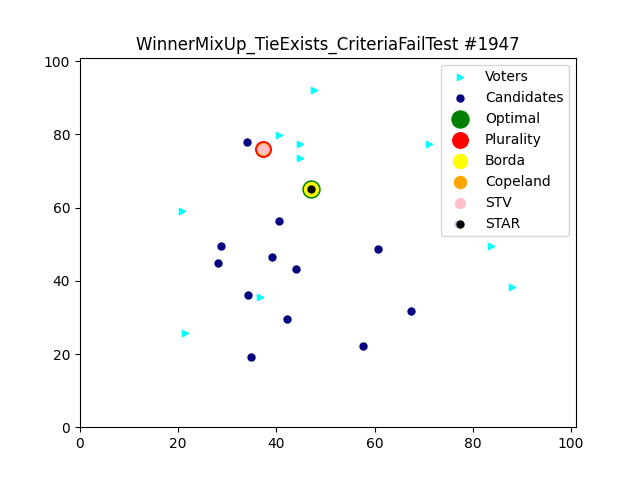 WinnerMixUp_TieExists_CriteriaFailTest #1947
100
80
60
40
20
0
0
20
40
60
80
100
Voters
Candidates
Optimal
Plurality
Borda
Copeland
STV
STAR